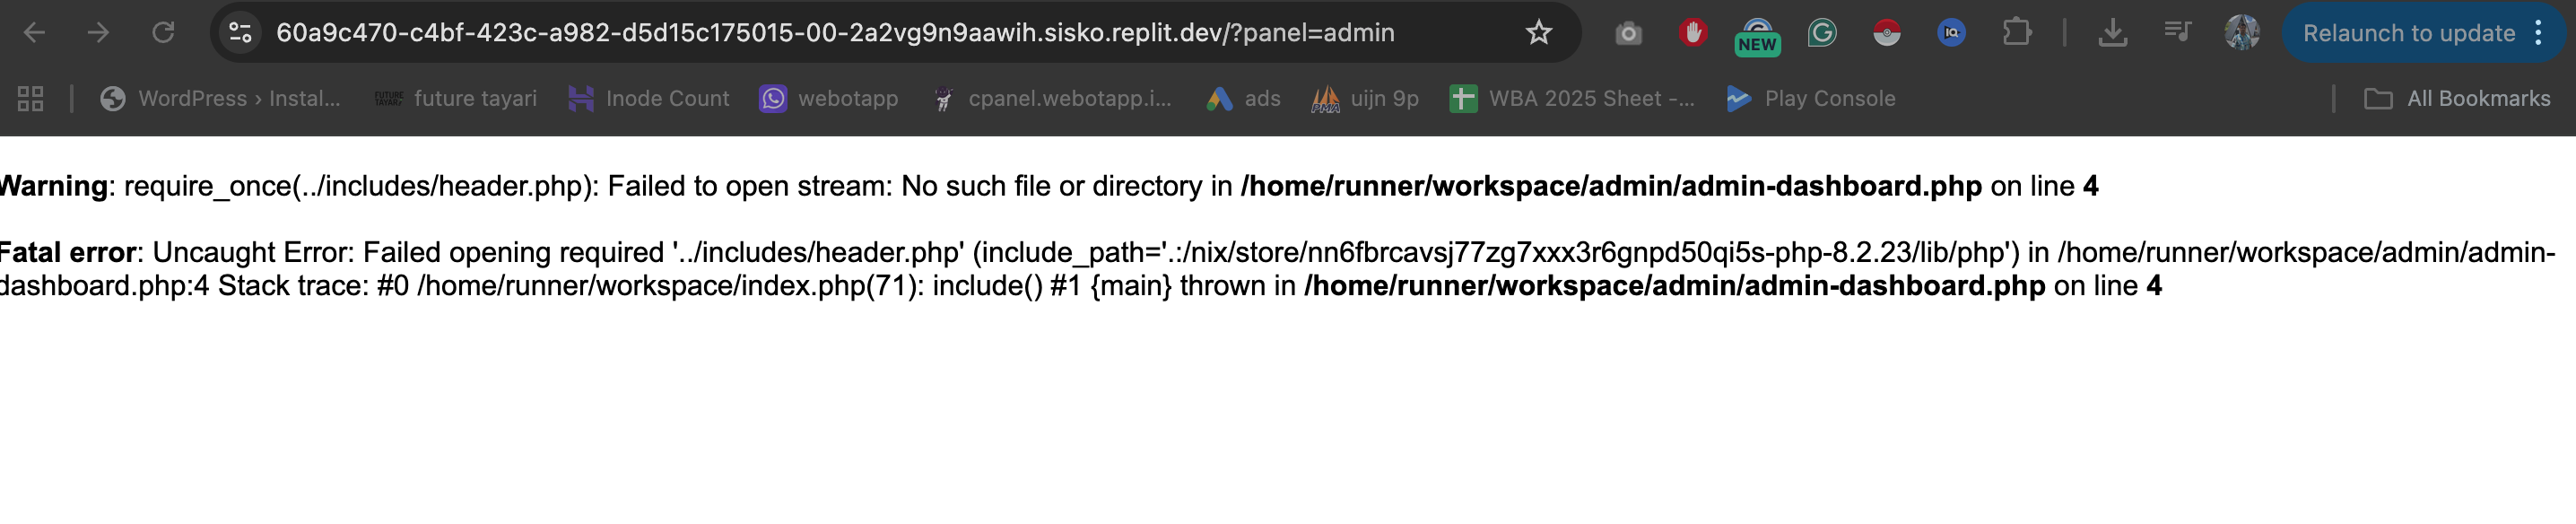 60a9c470-c4bf-423c-a982-d5d15c175015-00-2a2vg9n9aawih.sisko.replit.dev/?panel=admin
NEW
IQ
Relaunch to update
WordPress › Instal...
FUTURE TAYARI
future tayari
Inode Count
webotapp
cpanel.webotapp.i...
ads
PMA
uijn 9p
WBA 2025 Sheet -...
Play Console
All Bookmarks
Warning: require_once(../includes/header.php): Failed to open stream: No such file or directory in /home/runner/workspace/admin/admin-dashboard.php on line 4
Fatal error: Uncaught Error: Failed opening required '../includes/header.php' (include_path='.:/nix/store/nn6fbrcavsj77zg7xxx3r6gnpd50qi5s-php-8.2.23/lib/php') in /home/runner/workspace/admin/admin-
dashboard.php:4 Stack trace: #0 /home/runner/workspace/index.php(71): include() #1 {main} thrown in /home/runner/workspace/admin/admin-dashboard.php on line 4